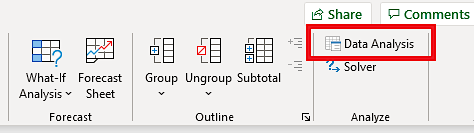 Share
Comments
What-If Analysis
Forecast Sheet
Group
Ungroup
Subtotal
Data Analysis
Solver
Forecast
Outline
Analyze